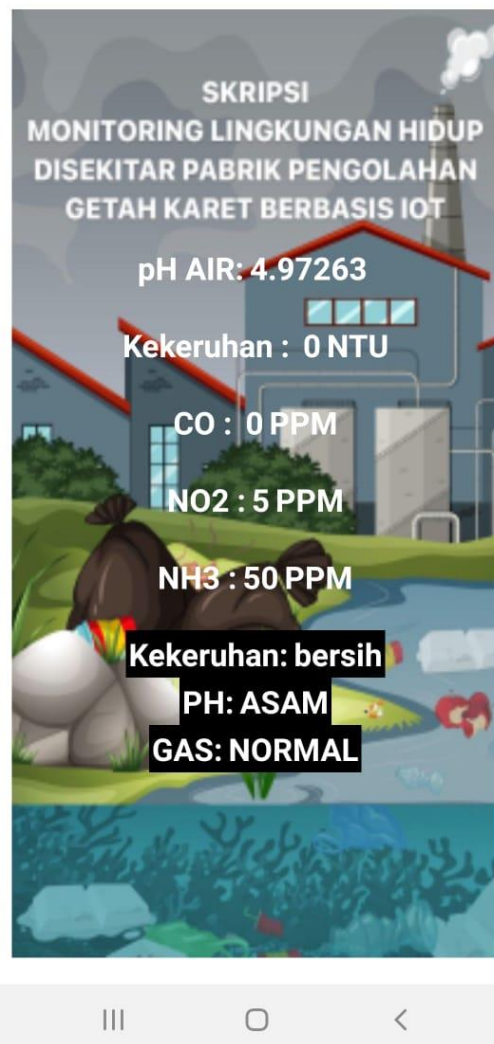 SKRIPSI
MONITORING LINGKUNGAN HIDUP
DISEKITAR PABRIK PENGOLAHAN
GETAH KARET BERBASIS IOT
pH AIR: 4.97263
Kekeruhan : 0 NTU
CO : 0 PPM
NO2 : 5 PPM
NH3 : 50 PPM
Kekeruhan: bersih
PH: ASAM
GAS: NORMAL